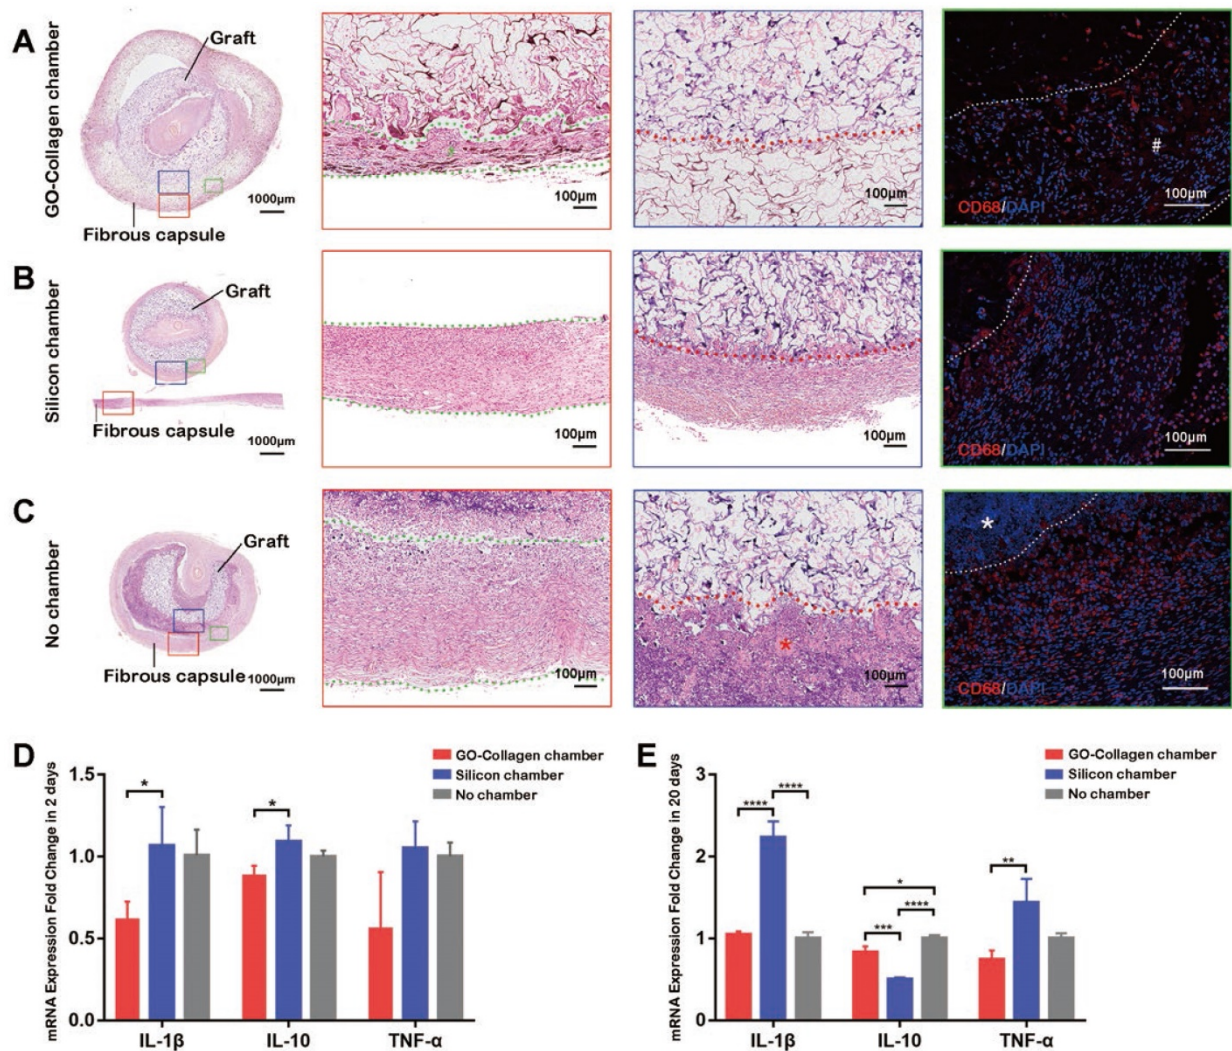 A
GO-Collagen chamber
Graft
Fibrous capsule
1000μm
100μm
100μm
#
CD68/DAPI
100μm
B
Silicon chamber
Graft
Fibrous capsule
1000μm
100μm
100μm
CD68/DAPI
100μm
C
No chamber
Graft
Fibrous capsule
1000μm
100μm
*
100μm
*
CD68/DAPI
100μm
D
mRNA Expression Fold Change in 2 days
GO-Collagen chamber
Silicon chamber
No chamber
1.5
1.0
0.5
0.0
*
*
IL-1β
IL-10
TNF-α
E
mRNA Expression Fold Change in 20 days
GO-Collagen chamber
Silicon chamber
No chamber
3
2
1
0
****
****
*
****
***
**
IL-1β
IL-10
TNF-α